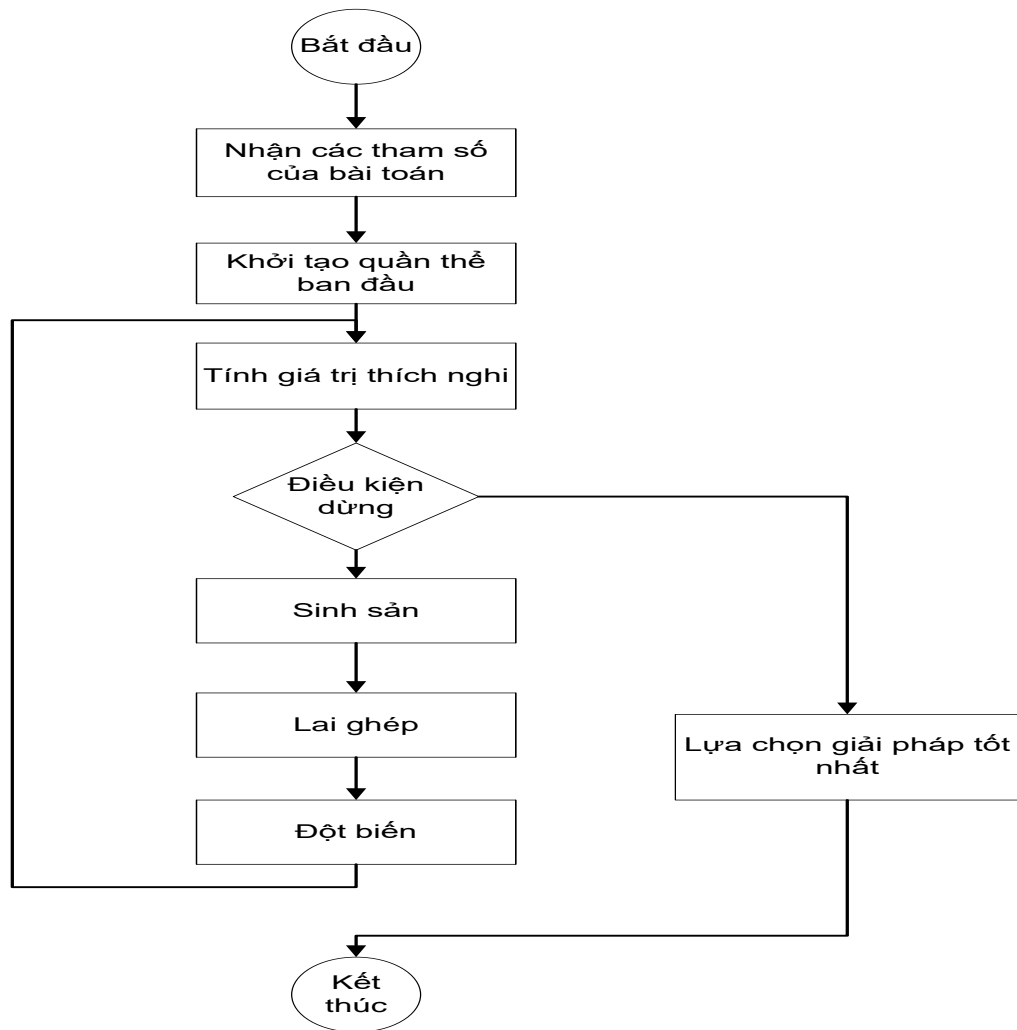 Bắt đầu
Nhận các tham số
của bài toán
Khởi tạo quần thể
ban đầu
Tính giá trị thích nghi
Điều kiện
dừng
Sinh sản
Lai ghép
Lựa chọn giải pháp tốt
nhất
Đột biến
Kết
thúc